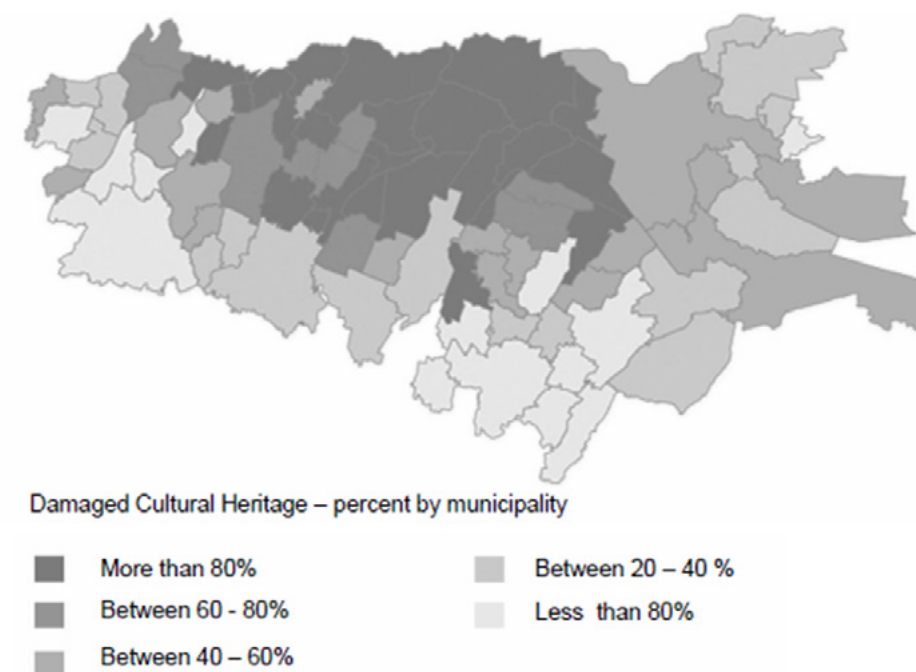 Damaged Cultural Heritage – percent by municipality
More than 80%
Between 60 - 80%
Between 40 – 60%
Between 20 – 40 %
Less than 80%